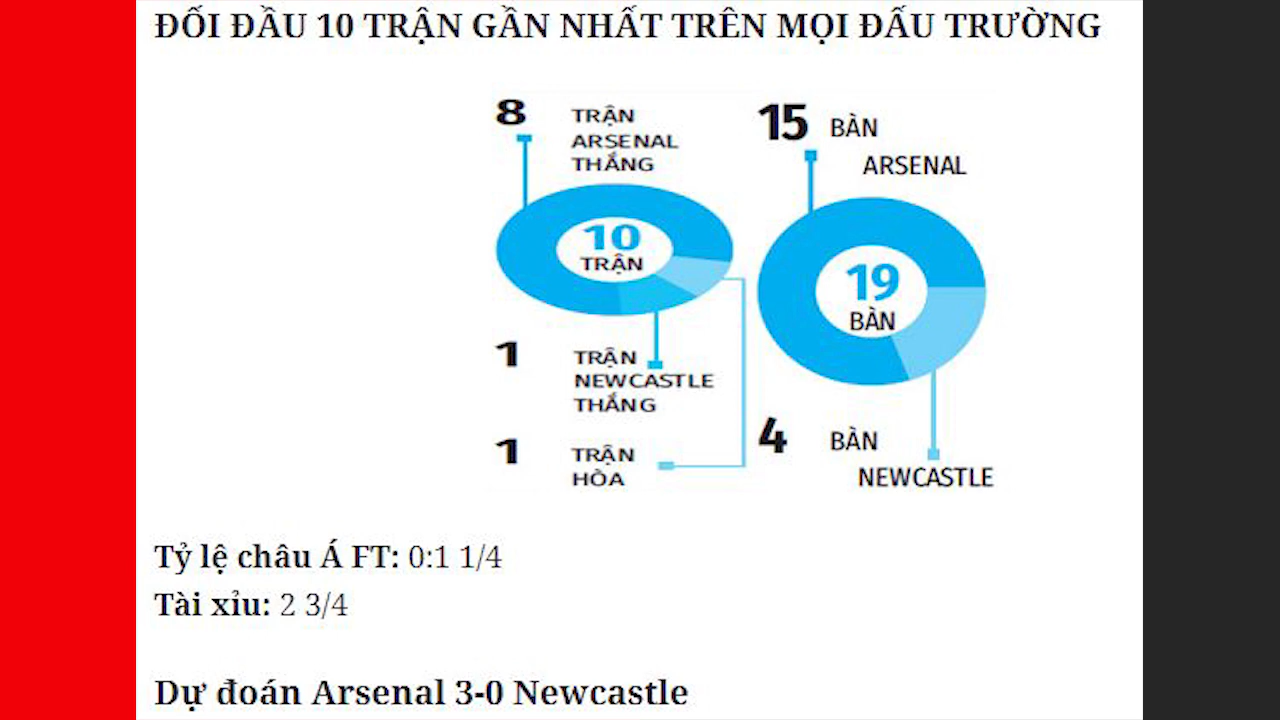 ĐỐI ĐẦU 10 TRẬN GẦN NHẤT TRÊN MỌI ĐẤU TRƯỜNG
8 TRẬN
ARSENAL
THẮNG
10
TRẬN
1 TRẬN
NEWCASTLE
THẮNG
1 TRẬN
HÒA
15 BÀN
ARSENAL
19
BÀN
4 BÀN
NEWCASTLE
Tỷ lệ châu Á FT: 0:1 1/4
Tài xỉu: 2 3/4
Dự đoán Arsenal 3-0 Newcastle